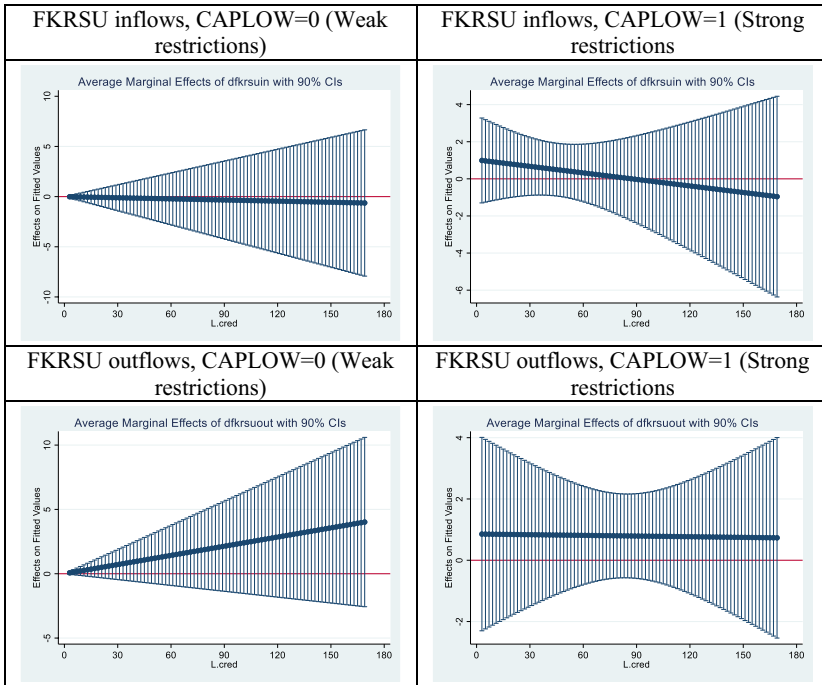 FKRSU inflows, CAPLOW=0 (Weak
restrictions)
FKRSU inflows, CAPLOW=1 (Strong
restrictions
Average Marginal Effects of dfkrsuin with 90% CIs
Effects on Fitted Values
10
5
0
-5
-10
0 30 60 90 120 150 180
L.cred
Average Marginal Effects of dfkrsuin with 90% CIs
Effects on Fitted Values
4
2
0
-2
-4
-6
0 30 60 90 120 150 180
L.cred
FKRSU outflows, CAPLOW=0 (Weak
restrictions)
FKRSU outflows, CAPLOW=1 (Strong
restrictions
Average Marginal Effects of dfkrsuout with 90% CIs
Effects on Fitted Values
10
5
0
-5
0 30 60 90 120 150 180
L.cred
Average Marginal Effects of dfkrsuout with 90% CIs
Effects on Fitted Values
4
2
0
-2
0 30 60 90 120 150 180
L.cred